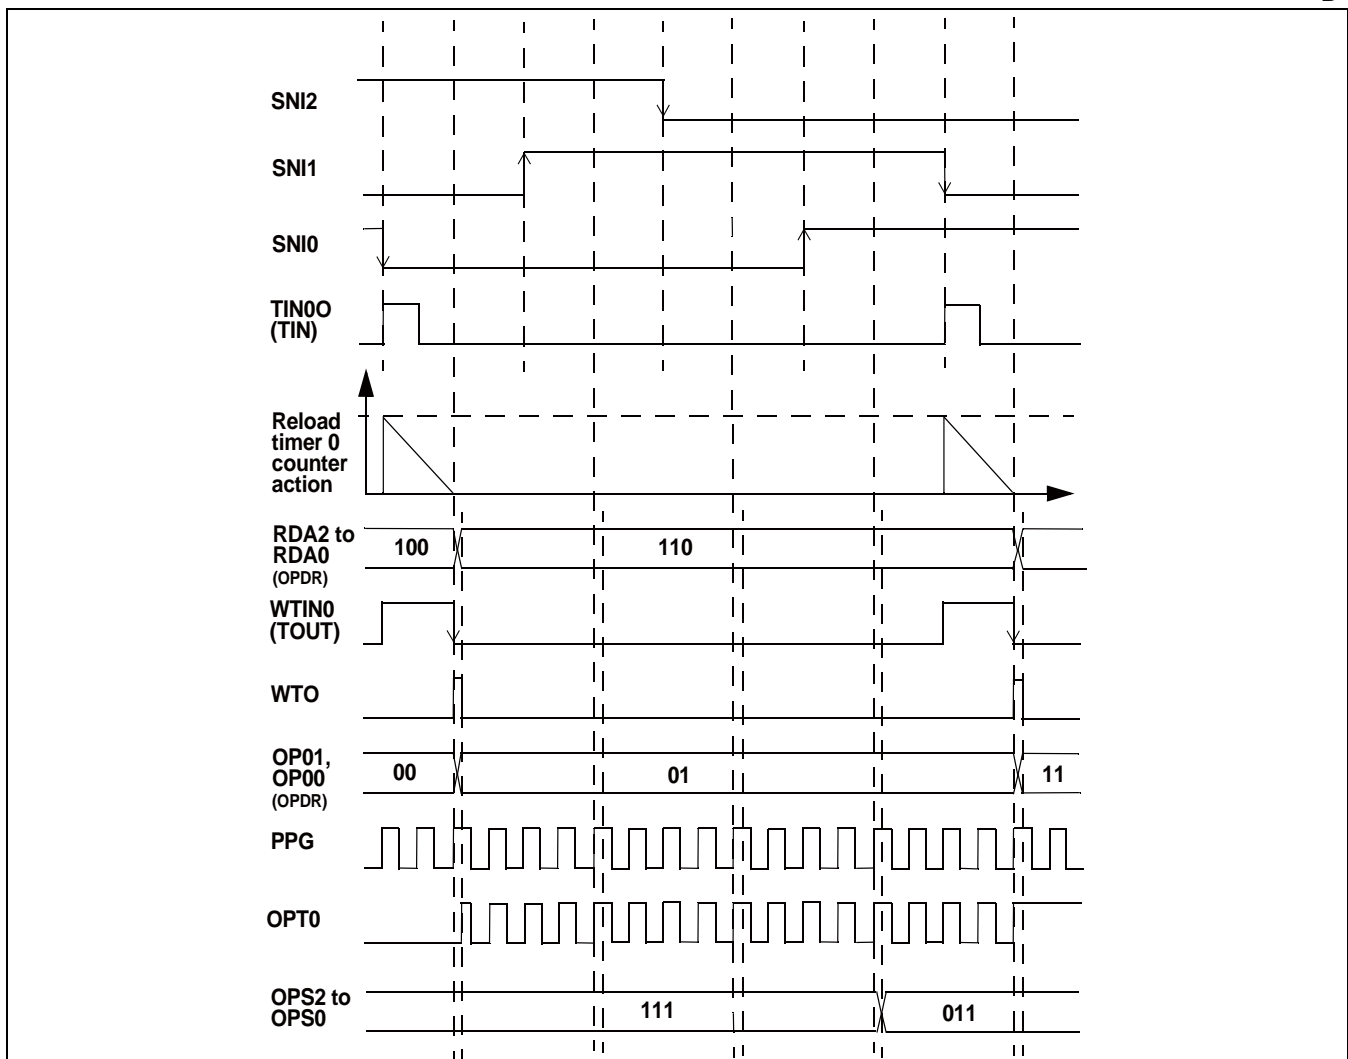 SNI2
SNI1
SNI0
TIN0O
(TIN)
Reload
timer 0
counter
action
RDA2 to
RDA0
(OPDR)
100
110
WTIN0
(TOUT)
WTO
OP01,
OP00
(OPDR)
00
01
11
PPG
OPT0
OPS2 to
OPS0
111
011